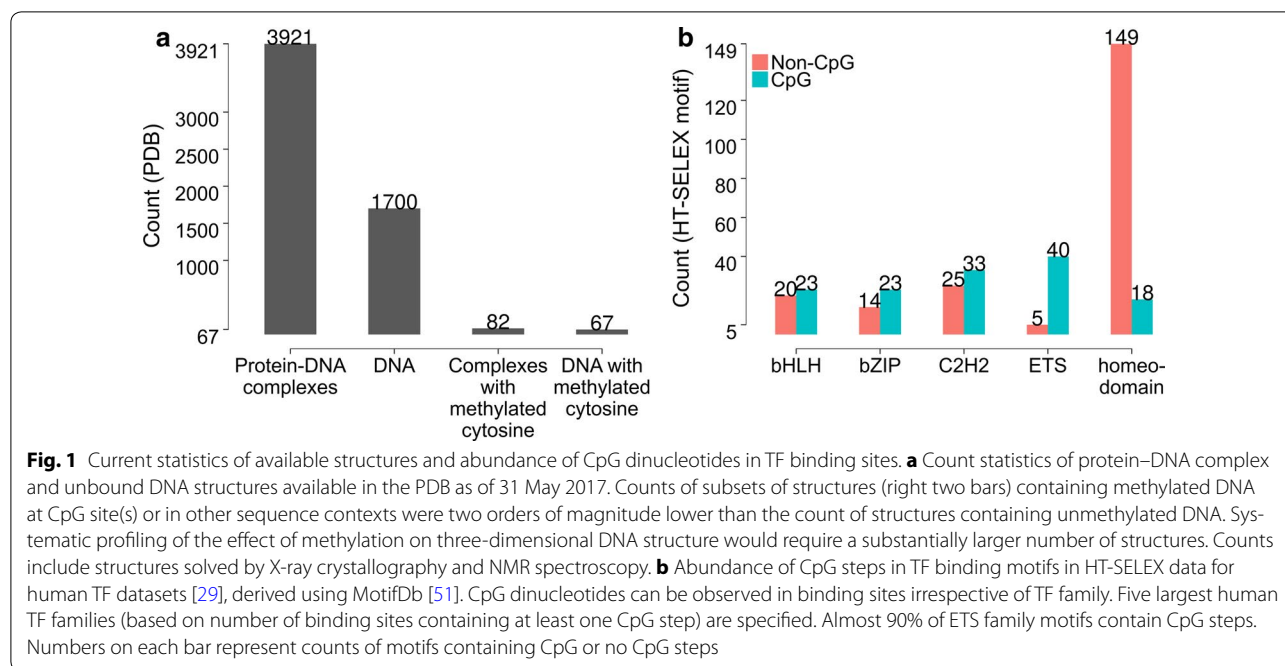 a
3921
3000
2500
2000
1500
1000
67
Count (PDB)
3921
1700
82
67
Protein-DNA
complexes
DNA
Complexes
with
methylated
cytosine
DNA with
methylated
cytosine
b
149
120
100
80
60
40
5
Count (HT-SELEX motif)
Non-CpG
CpG
20
23
14
23
25
33
5
40
149
18
bHLH
bZIP
C2H2
ETS
homeo-
domain
Fig. 1 Current statistics of available structures and abundance of CpG dinucleotides in TF binding sites. a Count statistics of protein–DNA complex
and unbound DNA structures available in the PDB as of 31 May 2017. Counts of subsets of structures (right two bars) containing methylated DNA
at CpG site(s) or in other sequence contexts were two orders of magnitude lower than the count of structures containing unmethylated DNA. Sys-
tematic profiling of the effect of methylation on three-dimensional DNA structure would require a substantially larger number of structures. Counts
include structures solved by X-ray crystallography and NMR spectroscopy. b Abundance of CpG steps in TF binding motifs in HT-SELEX data for
human TF datasets [29], derived using MotifDb [51]. CpG dinucleotides can be observed in binding sites irrespective of TF family. Five largest human
TF families (based on number of binding sites containing at least one CpG step) are specified. Almost 90% of ETS family motifs contain CpG steps.
Numbers on each bar represent counts of motifs containing CpG or no CpG steps